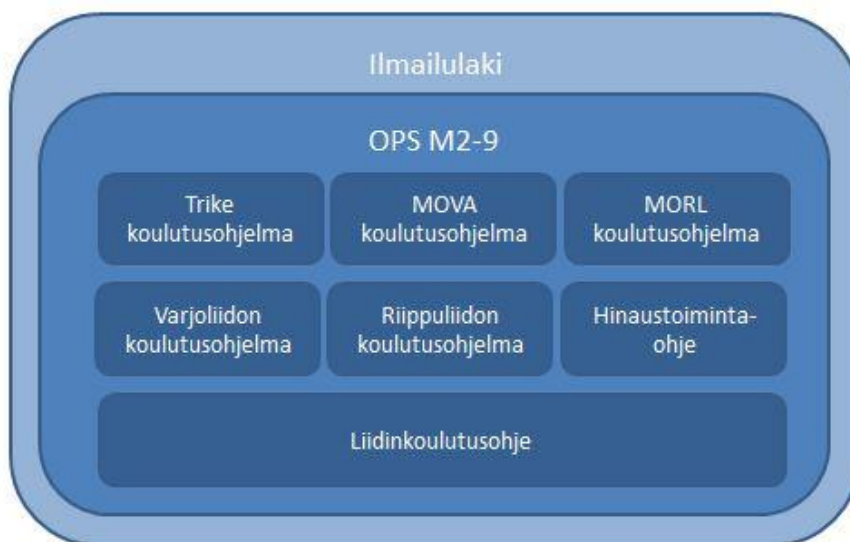 Ilmailulaki
OPS M2-9
Trike
koulutusohjelma
MOVA
koulutusohjelma
MORL
koulutusohjelma
Varjoliidon
koulutusohjelma
Riippuliidon
koulutusohjelma
Hinaustoiminta-
ohje
Liidinkoulutusohje